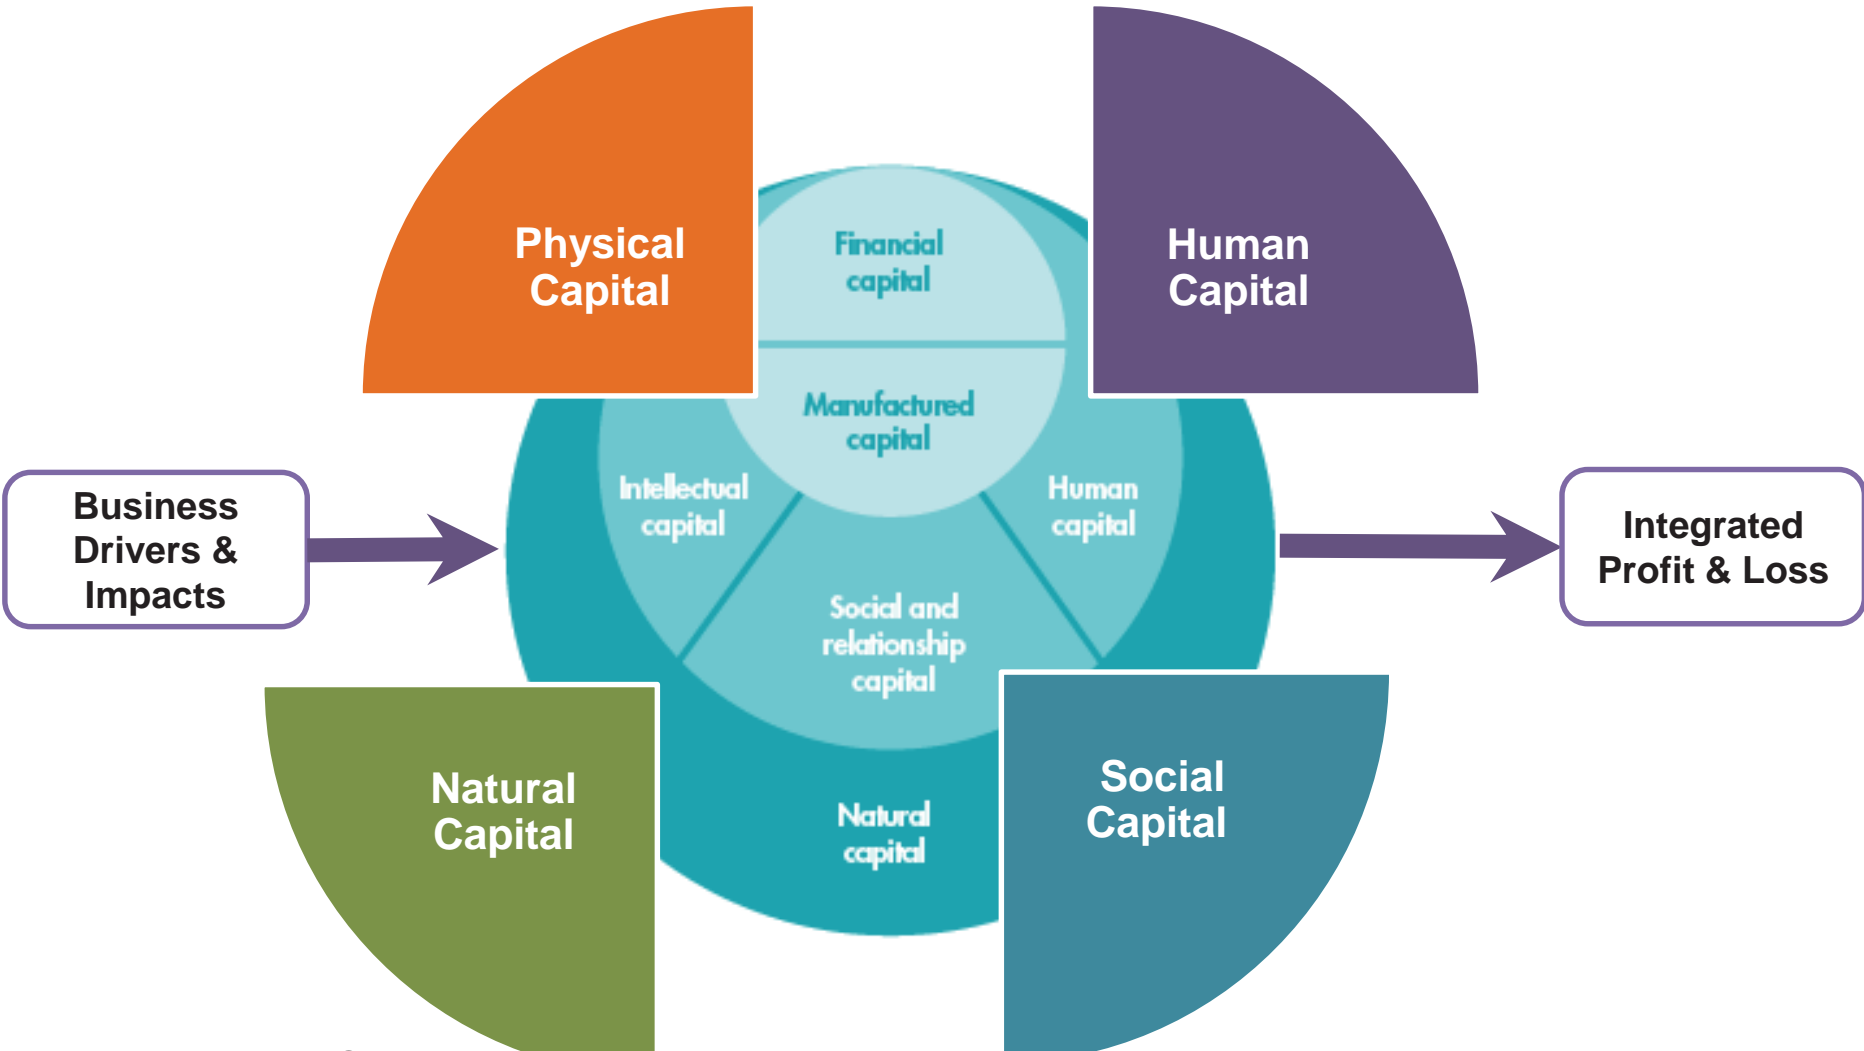 Physical
Capital
Human
Capital
Financial
capital
Manufactured
capital
Intellectual
capital
Human
capital
Business
Drivers &
Impacts
Integrated
Profit & Loss
Social and
relationship
capital
Natural
Capital
Social
Capital
Natural
capital